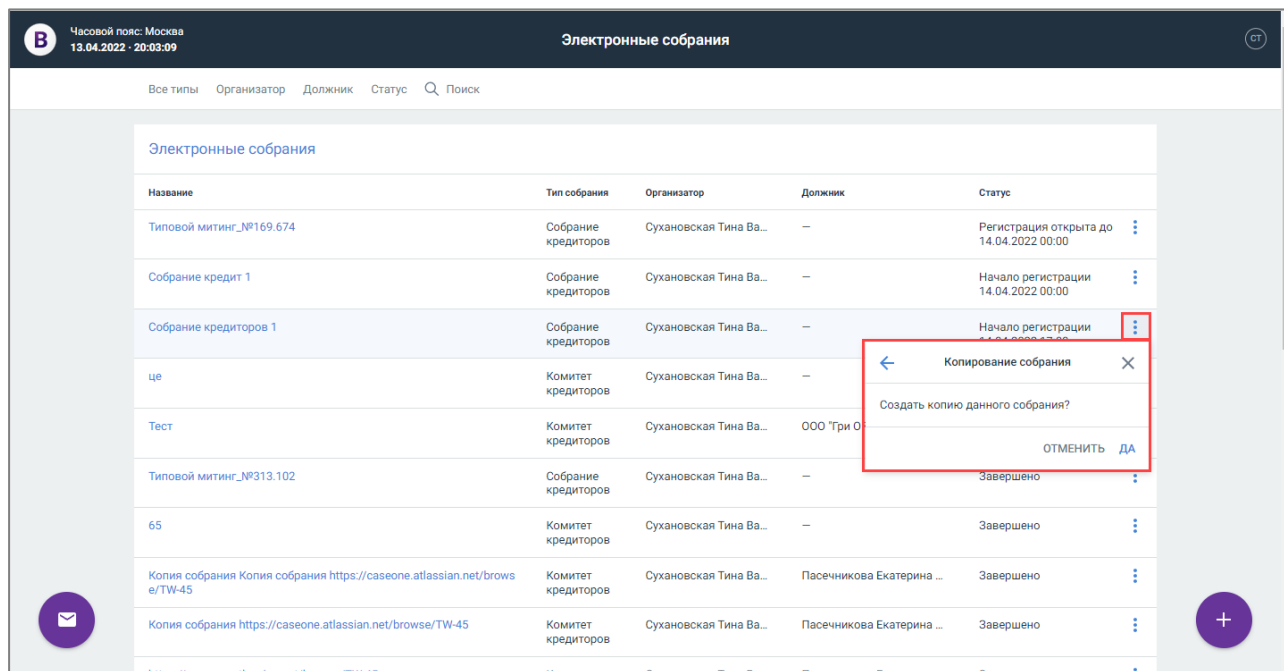 B
Часовой пояс: Москва
13.04.2022 · 20:03:09
Электронные собрания
СТ
Все типы Организатор Должник Статус Поиск
Электронные собрания
Название Тип собрания Организатор Должник Статус
Типовой митинг_№169.674 Собрание Сухановская Тина Ва... — Регистрация открыта до
кредиторов 14.04.2022 00:00
Собрание кредит 1 Собрание Сухановская Тина Ва... — Начало регистрации
кредиторов 14.04.2022 00:00
Собрание кредиторов 1 Собрание Сухановская Тина Ва... — Начало регистрации
кредиторов
Копирование собрания
Создать копию данного собрания?
ОТМЕНИТЬ ДА
це Комитет Сухановская Тина Ва... —
кредиторов
Тест Комитет Сухановская Тина Ва... ООО "Гри
кредиторов
Типовой митинг_№313.102 Собрание Сухановская Тина Ва... — Завершено
кредиторов
65 Комитет Сухановская Тина Ва... — Завершено
кредиторов
Копия собрания Копия собрания https://caseone.atlassian.net/brows Комитет Сухановская Тина Ва... Пасечникова Екатерина ... Завершено
e/TW-45 кредиторов
Копия собрания https://caseone.atlassian.net/browse/TW-45 Комитет Сухановская Тина Ва... Пасечникова Екатерина ... Завершено
кредиторов